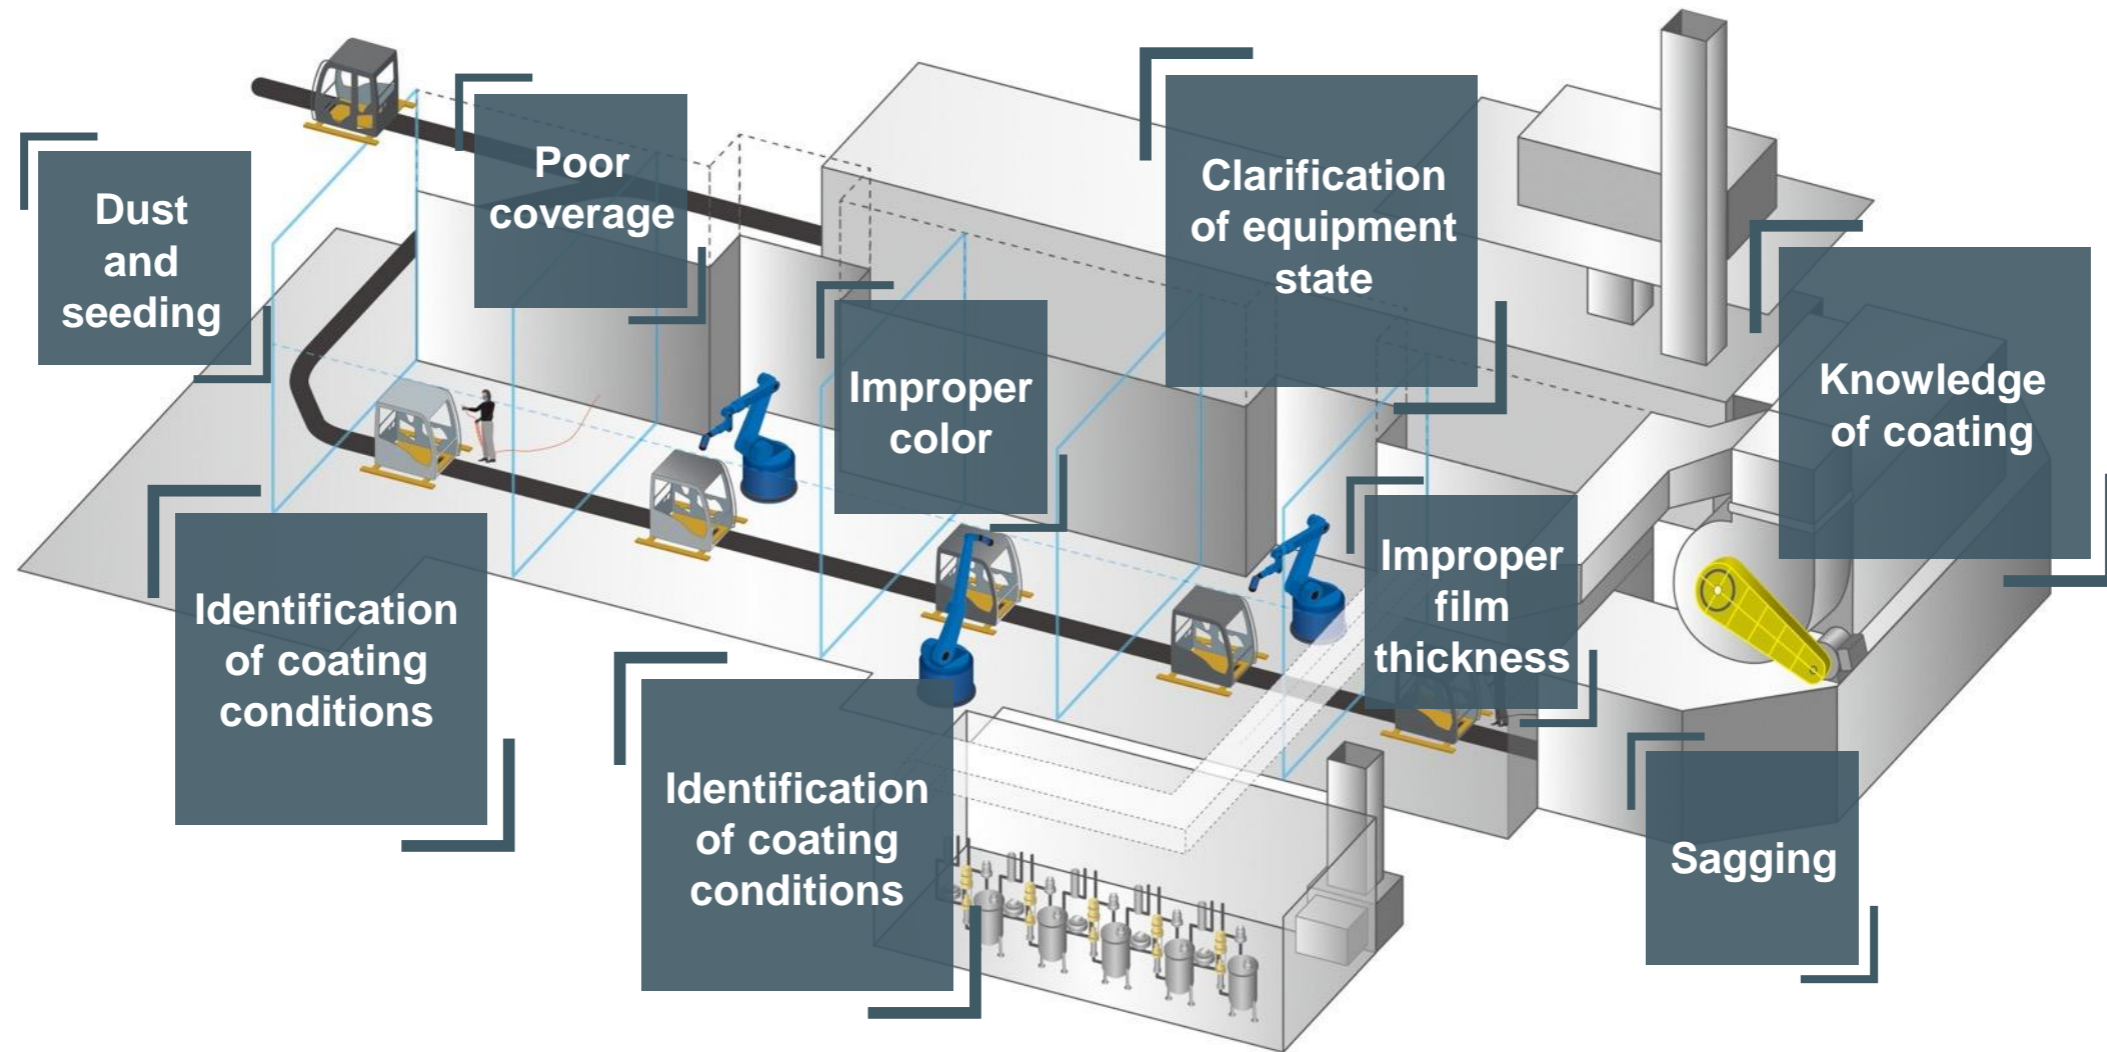 Dust
and
seeding
Poor
coverage
Clarification
of equipment
state
Improper
color
Knowledge
of coating
Identification
of coating
conditions
Improper
film
thickness
Identification
of coating
conditions
Sagging